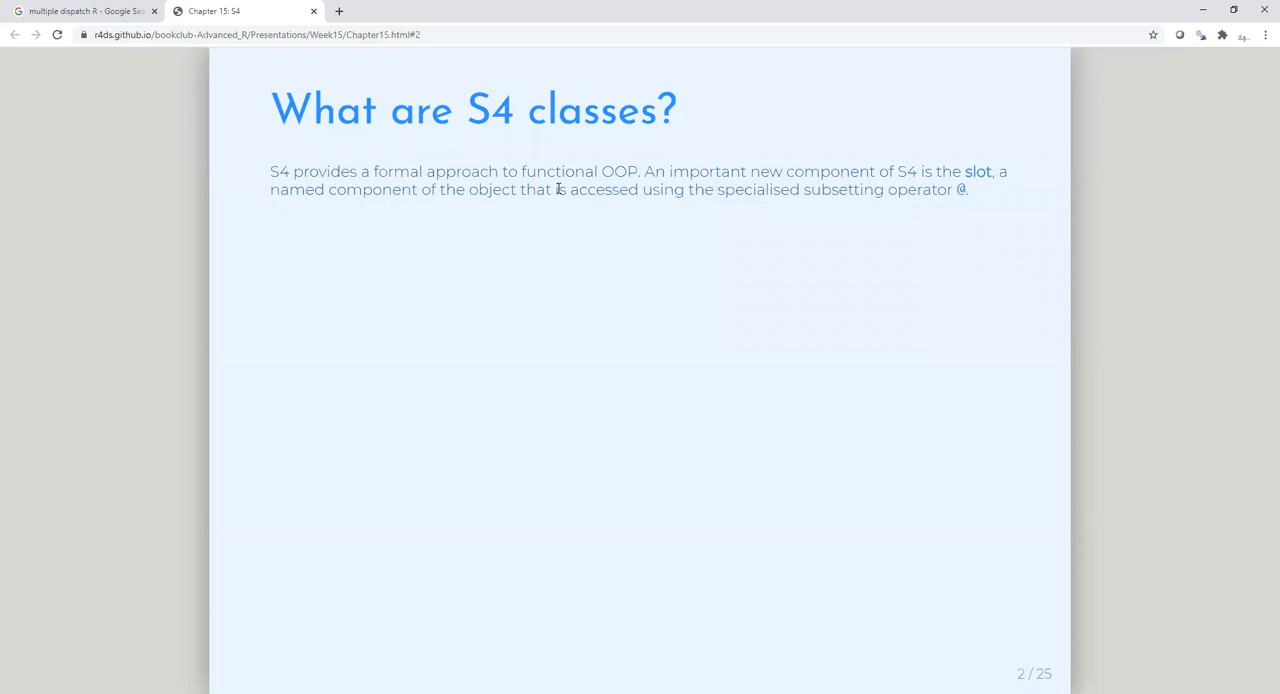 multiple dispatch R - Google Sea
Chapter 15: S4
r4ds.github.io/bookclub-Advanced_R/Presentations/Week15/Chapter15.html#2
What are S4 classes?
S4 provides a formal approach to functional OOP. An important new component of S4 is the slot, a
named component of the object that is accessed using the specialised subsetting operator @.
2 / 25